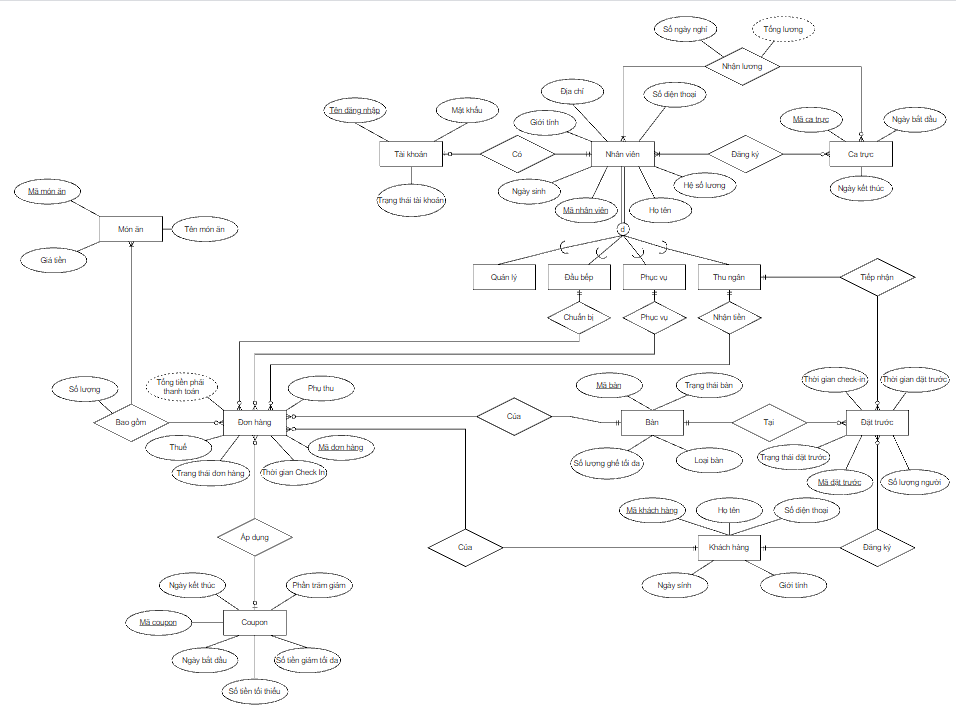 Số ngày nghỉ
Tổng lương
Nhận lương
Địa chỉ
Số điện thoại
Tên đăng nhập
Mật khẩu
Giới tính
Mã ca trực
Ngày bắt đầu
Tài khoản
Có
Nhân viên
Đăng ký
Ca trực
Ngày sinh
Hệ số lương
Ngày kết thúc
Trạng thái tài khoản
Mã nhân viên
Họ tên
Mã món ăn
Món ăn
Tên món ăn
d
Giá tiền
Quản lý
Đầu bếp
Phục vụ
Thu ngân
Tiếp nhận
Chuẩn bị
Phục vụ
Nhận tiền
Số lượng
Tổng tiền phải
thanh toán
Phụ thu
Mã bàn
Trạng thái bàn
Thời gian check-in
Thời gian đặt trước
Bao gồm
Đơn hàng
Của
Bàn
Tại
Đặt trước
Thuế
Mã đơn hàng
Trạng thái đơn hàng
Thời gian Check In
Số lượng ghế tối đa
Loại bàn
Trạng thái đặt trước
Mã đặt trước
Số lượng người
Mã khách hàng
Họ tên
Số điện thoại
Áp dụng
Của
Khách hàng
Đăng ký
Ngày kết thúc
Phần trăm giảm
Ngày sinh
Giới tính
Mã coupon
Coupon
Ngày bắt đầu
Số tiền giảm tối đa
Số tiền tối thiểu